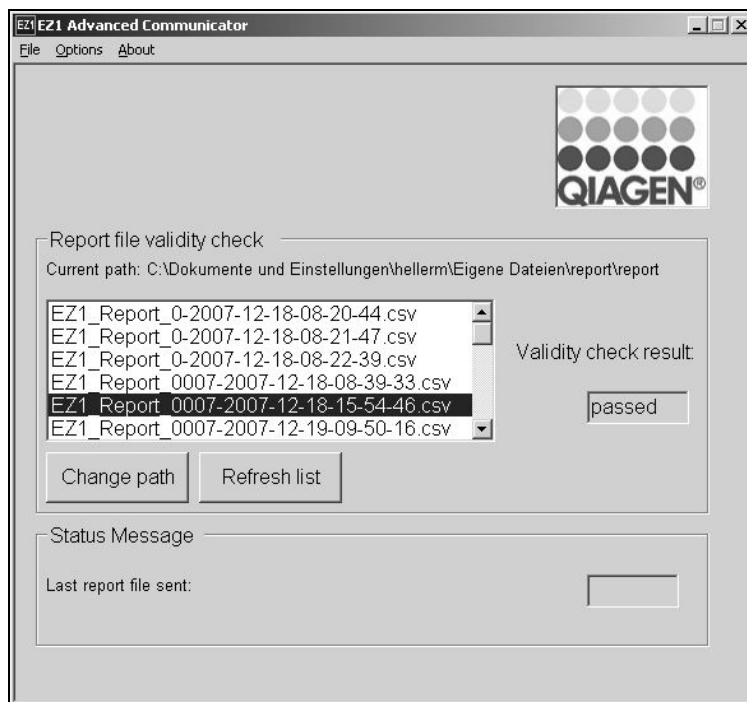 EZ1 EZ1 Advanced Communicator
File Options About
QIAGEN®
Report file validity check
Current path: C:\Dokumente und Einstellungen\hellerm\Eigene Dateien\report\report
EZ1_Report_0-2007-12-18-08-20-44.csv
EZ1_Report_0-2007-12-18-08-21-47.csv
EZ1_Report_0-2007-12-18-08-22-39.csv
EZ1_Report_0007-2007-12-18-08-39-33.csv
EZ1_Report_0007-2007-12-18-15-54-46.csv
EZ1_Report_0007-2007-12-19-09-50-16.csv
Validity check result:
passed
Change path Refresh list
Status Message
Last report file sent: